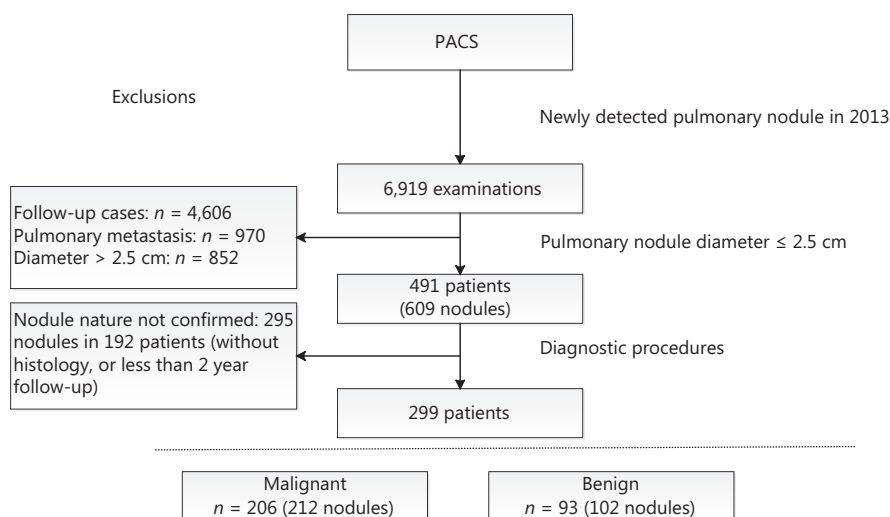 PACS
Exclusions
Newly detected pulmonary nodule in 2013
6,919 examinations
Follow-up cases: n = 4,606
Pulmonary metastasis: n = 970
Diameter > 2.5 cm: n = 852
Pulmonary nodule diameter ≤ 2.5 cm
491 patients
(609 nodules)
Nodule nature not confirmed: 295
nodules in 192 patients (without
histology, or less than 2 year
follow-up)
Diagnostic procedures
299 patients
Malignant
n = 206 (212 nodules)
Benign
n = 93 (102 nodules)